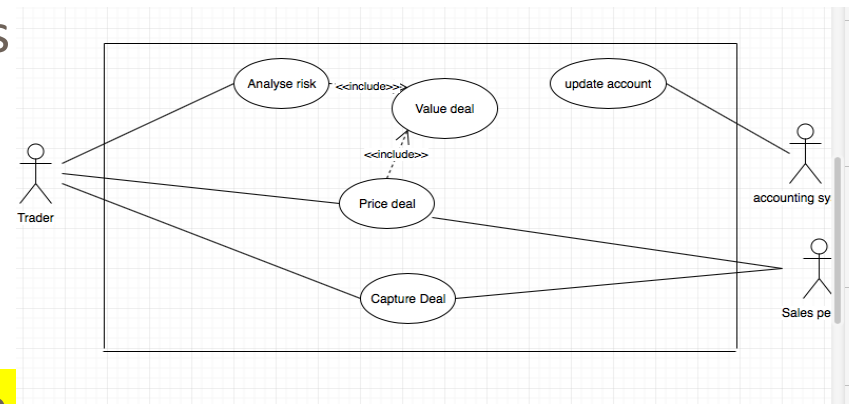 s
Analyse risk
<<include>>
Value deal
update account
<<include>>
Trader
Price deal
accounting sy
Capture Deal
Sales pe